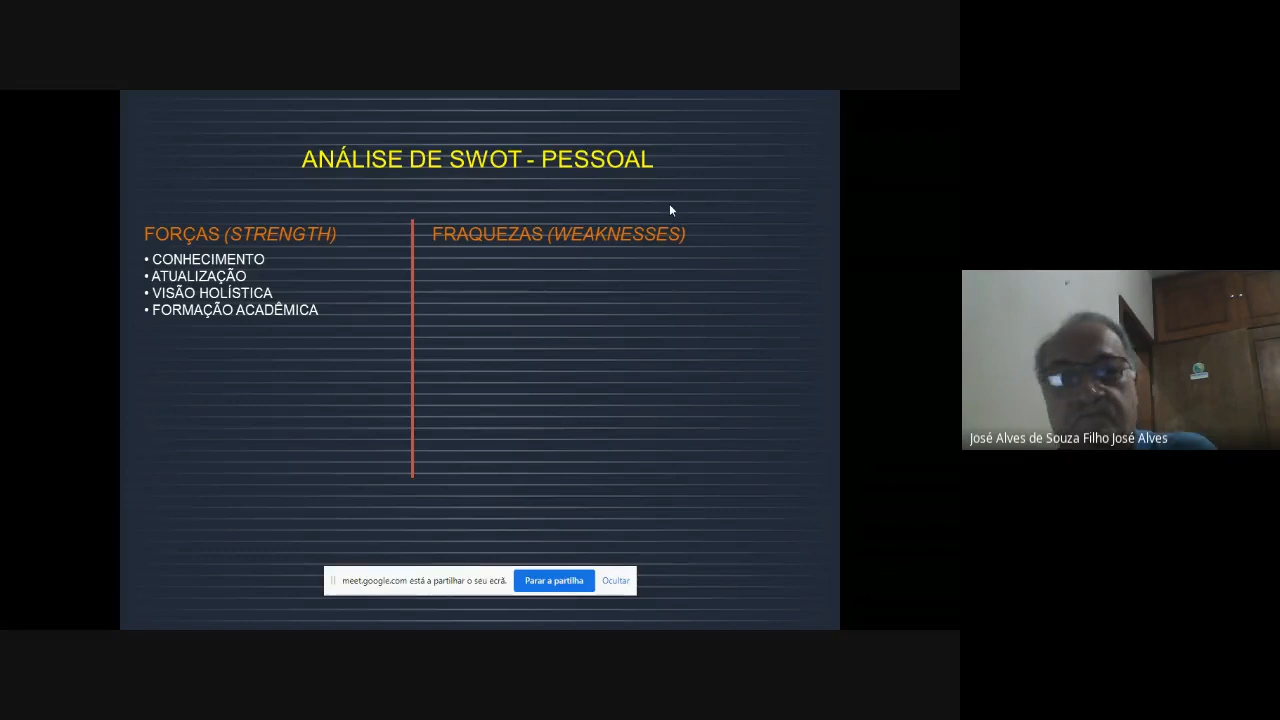 ANÁLISE DE SWOT - PESSOAL
FORÇAS (STRENGTH)
• CONHECIMENTO
• ATUALIZAÇÃO
• VISÃO HOLÍSTICA
• FORMAÇÃO ACADÊMICA
FRAQUEZAS (WEAKNESSES)
meet.google.com está a partilhar o seu ecrã. Parar a partilha Ocultar
José Alves de Souza Filho José Alves